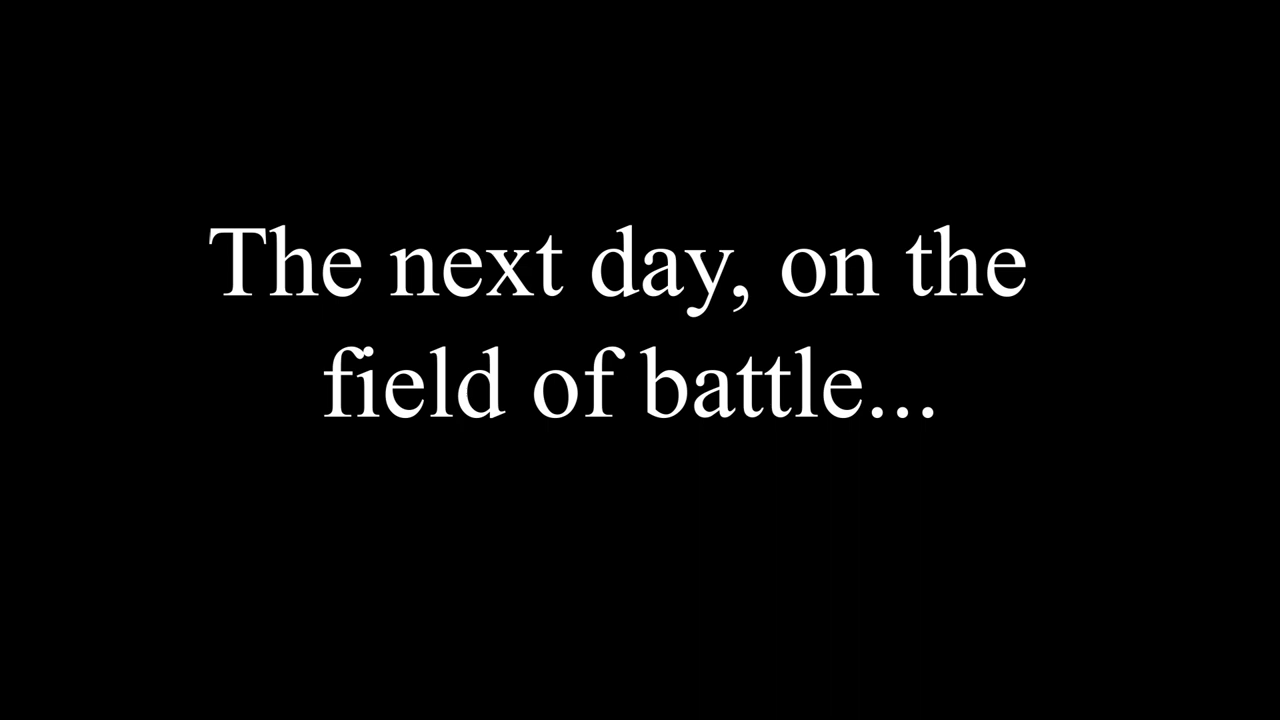 The next day, on the
field of battle...